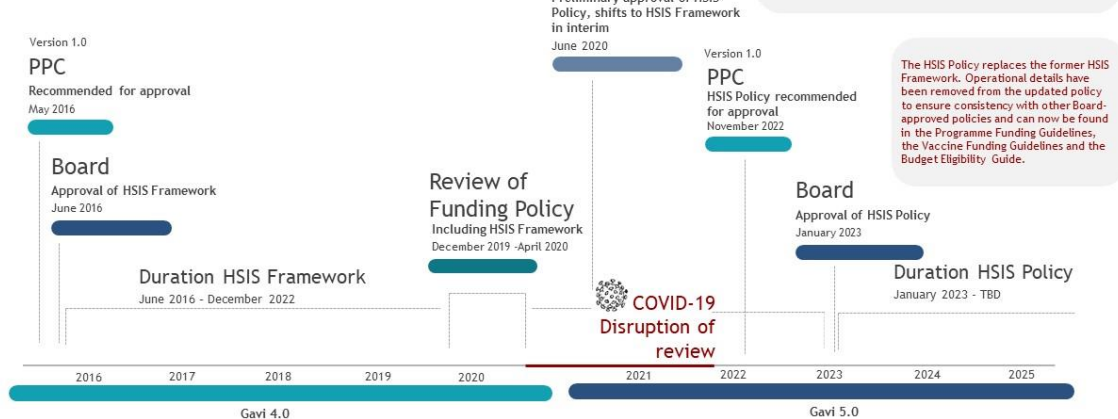 Preliminary approval of HSIS
Policy, shifts to HSIS Framework
in interim
June 2020
Version 1.0
PPC
Recommended for approval
May 2016
Board
Approval of HSIS Framework
June 2016
Review of
Funding Policy
Including HSIS Framework
December 2019 -April 2020
Version 1.0
PPC
HSIS Policy recommended
for approval
November 2022
The HSIS Policy replaces the former HSIS
Framework. Operational details have
been removed from the updated policy
to ensure consistency with other Board-
approved policies and can now be found
in the Programme Funding Guidelines,
the Vaccine Funding Guidelines and the
Budget Eligibility Guide.
Board
Approval of HSIS Policy
January 2023
Duration HSIS Framework
June 2016 - December 2022
Duration HSIS Policy
January 2023 - TBD
COVID-19
Disruption of
review
2016 2017 2018 2019 2020 2021 2022 2023 2024 2025
Gavi 4.0 Gavi 5.0